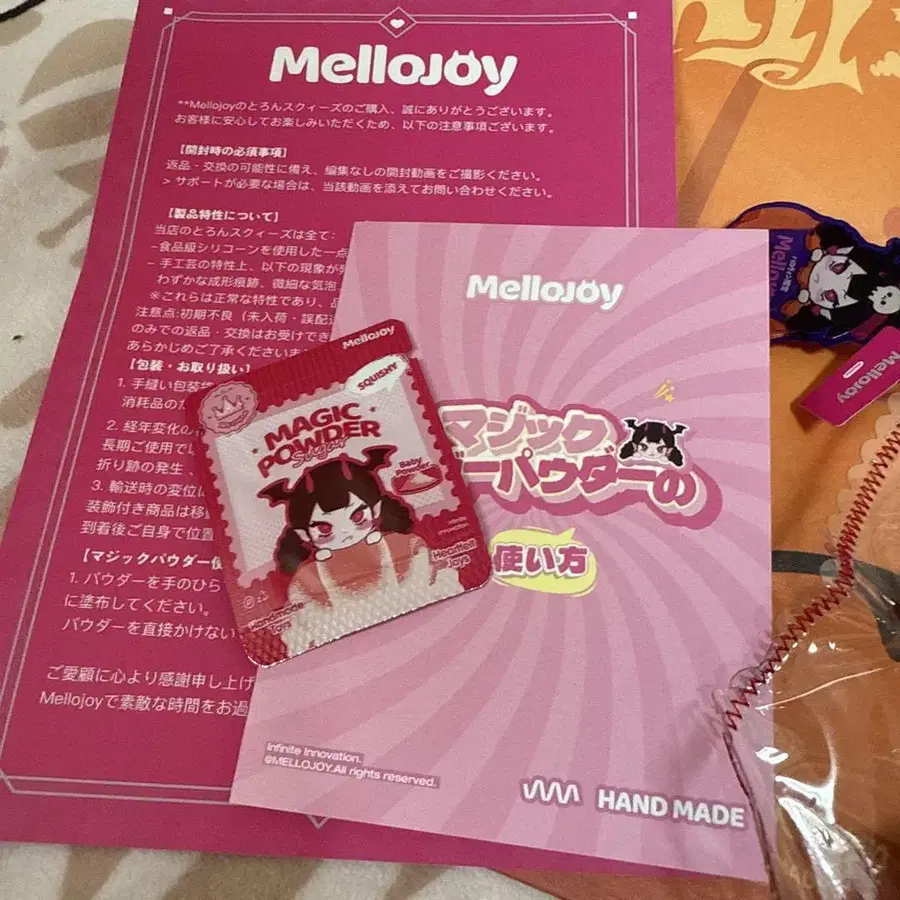 Mellojoy
**Mellojoyのとろんスクィーズのご購入、誠にありがとうございます。
お客様に安心してお楽しみいただくため、以下の注意事項ございます。
【開封時の必須事項】
返品・交換の可能性に備え、編集なしの開封動画をご撮影ください。
> サポートが必要な場合は、当該動画を添えてお問い合わせください。
【製品特性について】
当店のとろんスクィーズは全て：
–食品級シリコーンを使用した一点
– 手工芸の特性上、以下の現象が
わずかな成形痕跡、微細な気泡
※これらは正常な特性であり、
注意点:初期不良（未入荷・誤配
のみでの返品・交換はお受けでき
あらかじめご了承ください
【包装・お取り扱い】
1. 手縫い包装
消耗品のた
2. 経年変化の
長期ご使用で
折り跡の発生、
3. 輸送時の変位
装飾付き商品は移
到着後ご自身で位置
【マジックパウダー使
1. パウダーを手のひら
に塗布してください。
パウダーを直接かけない
ご愛顧に心より感謝申し上げ
Mellojoyで素敵な時間をお過
Mellojoy
マジック
ーパウダーの
使い方
Infinite Innovation.
@MELLOJOY.All rights reserved.
HAND MADE
Mellojoy
SQUISHY
MAGIC
POWDER
Sugar
Baby
Powder
Infinite
Innovation
Heamell
Joys
Handmade
Toys
Mellojoy
Mellojoy